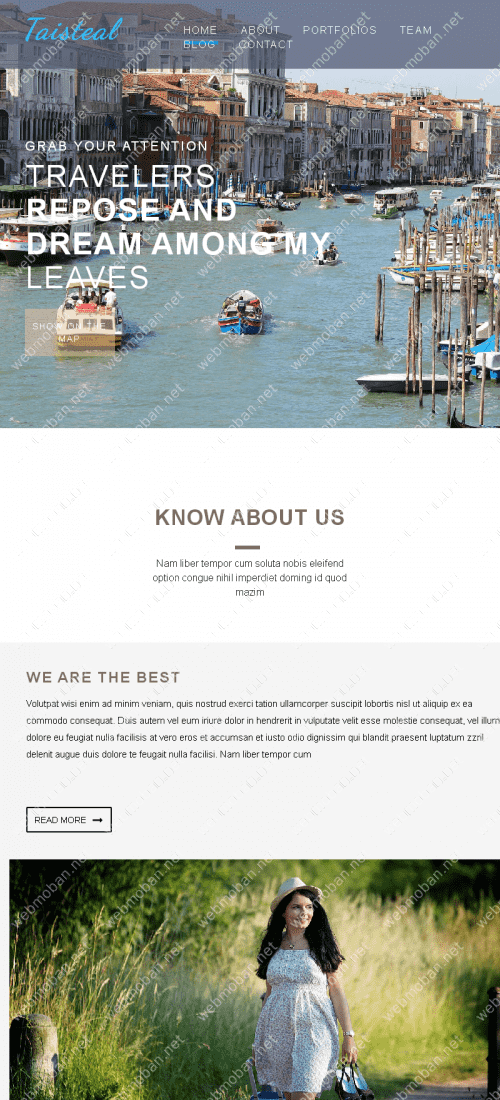 Taisteal
HOME ABOUT PORTFOLIOS TEAM
BLOG CONTACT
GRAB YOUR ATTENTION
TRAVELERS
REPOSE AND
DREAM AMONG MY
LEAVES
SHOW ON THE
MAP
KNOW ABOUT US
Nam liber tempor cum soluta nobis eleifend
option congue nihil imperdiet doming id quod
mazim
WE ARE THE BEST
Volutpat wisi enim ad minim veniam, quis nostrud exerci tation ullamcorper suscipit lobortis nisl ut aliquip ex ea
commodo consequat. Duis autem vel eum iriure dolor in hendrerit in vulputate velit esse molestie consequat, vel illum
dolore eu feugiat nulla facilisis at vero eros et accumsan et iusto odio dignissim qui blandit praesent luptatum zzril
delenit augue duis dolore te feugait nulla facilisi. Nam liber tempor cum
READ MORE
webmoban.net